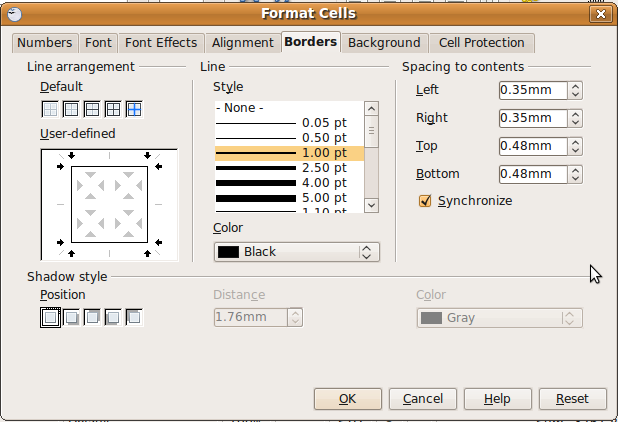 Format Cells
Numbers Font Font Effects Alignment Borders Background Cell Protection
Line arrangement
Default
User-defined
Line
Style
- None -
0.05 pt
0.50 pt
1.00 pt
2.50 pt
4.00 pt
5.00 pt
1.10 pt
Color
Black
Spacing to contents
Left 0.35mm
Right 0.35mm
Top 0.48mm
Bottom 0.48mm
Synchronize
Shadow style
Position
Distance
1.76mm
Color
Gray
OK Cancel Help Reset